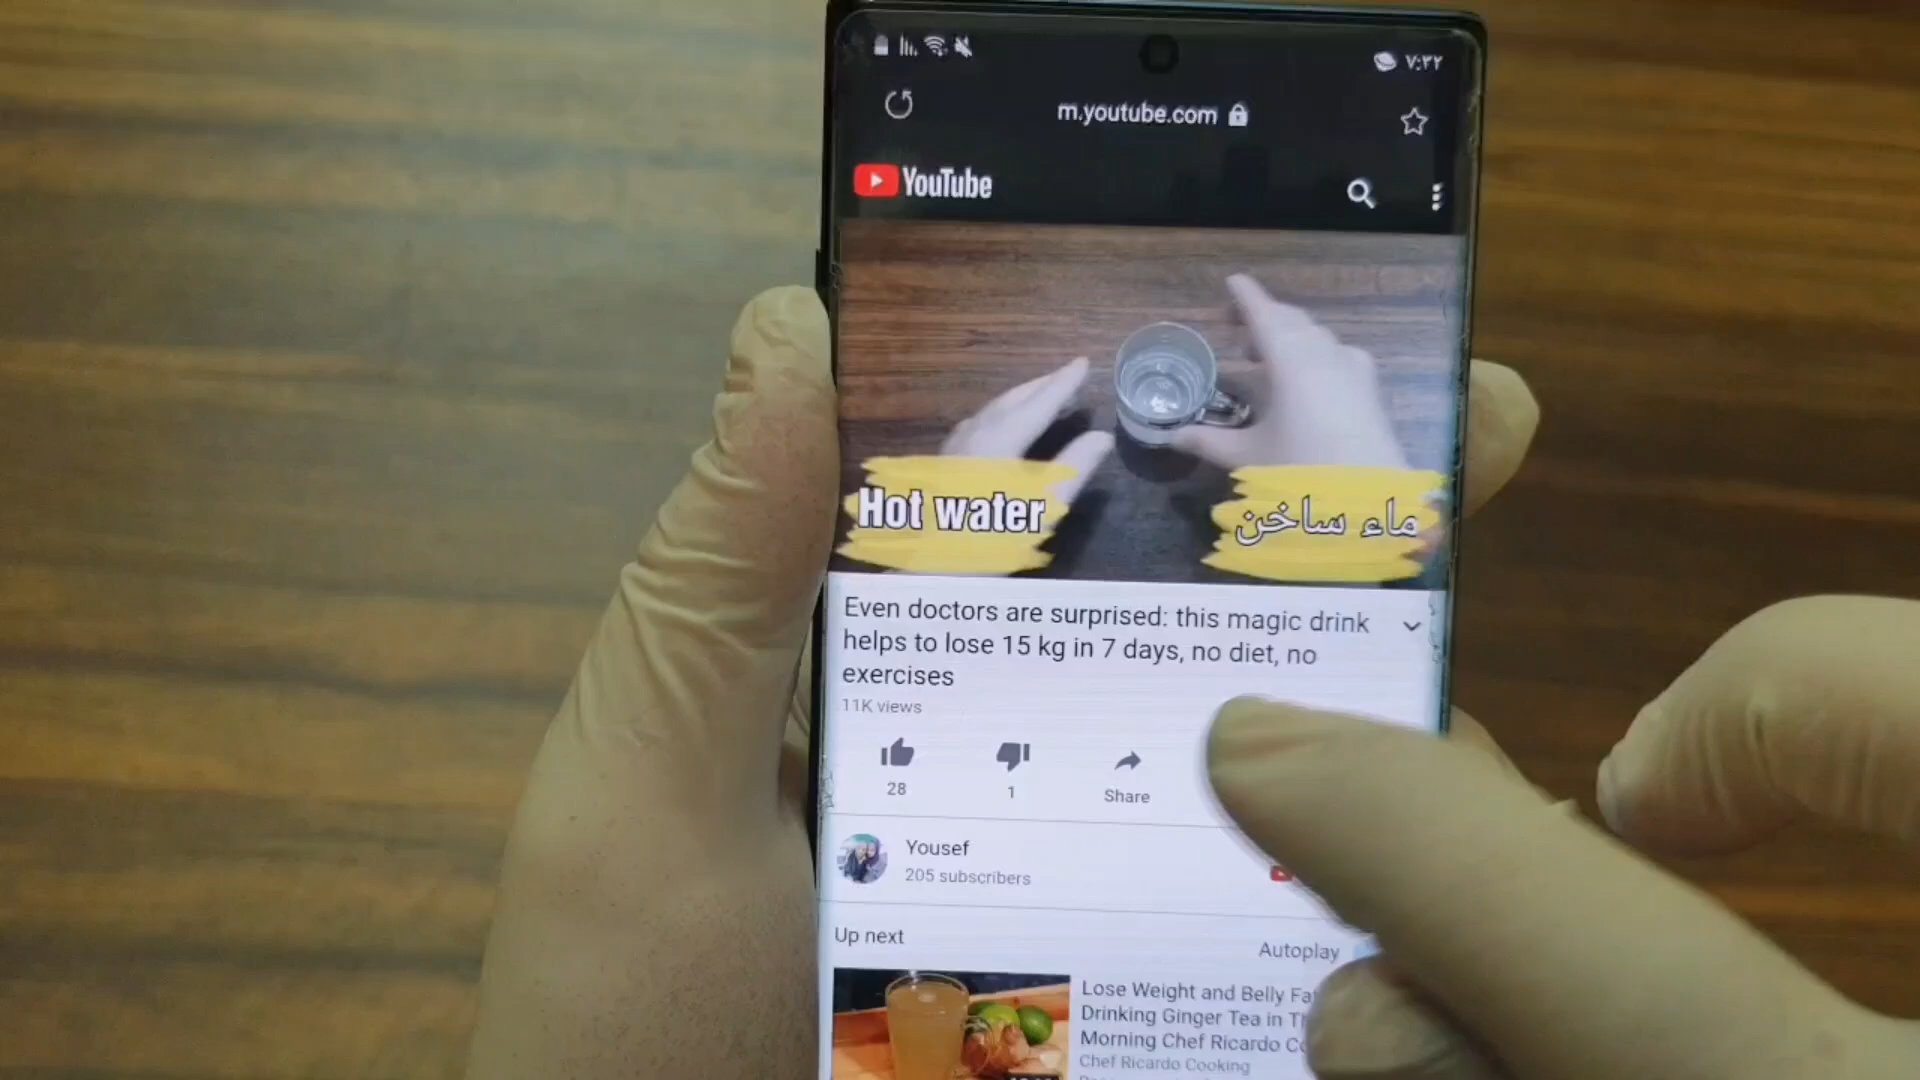 ٧:٣٢
m.youtube.com
YouTube
Hot water
ماء ساخن
Even doctors are surprised: this magic drink
helps to lose 15 kg in 7 days, no diet, no
exercises
11K views
28
1
Share
Yousef
205 subscribers
Up next
Autoplay
Lose Weight and Belly
Drinking Ginger Tea in
Morning Chef Ricardo
Chef Ricardo Cooking